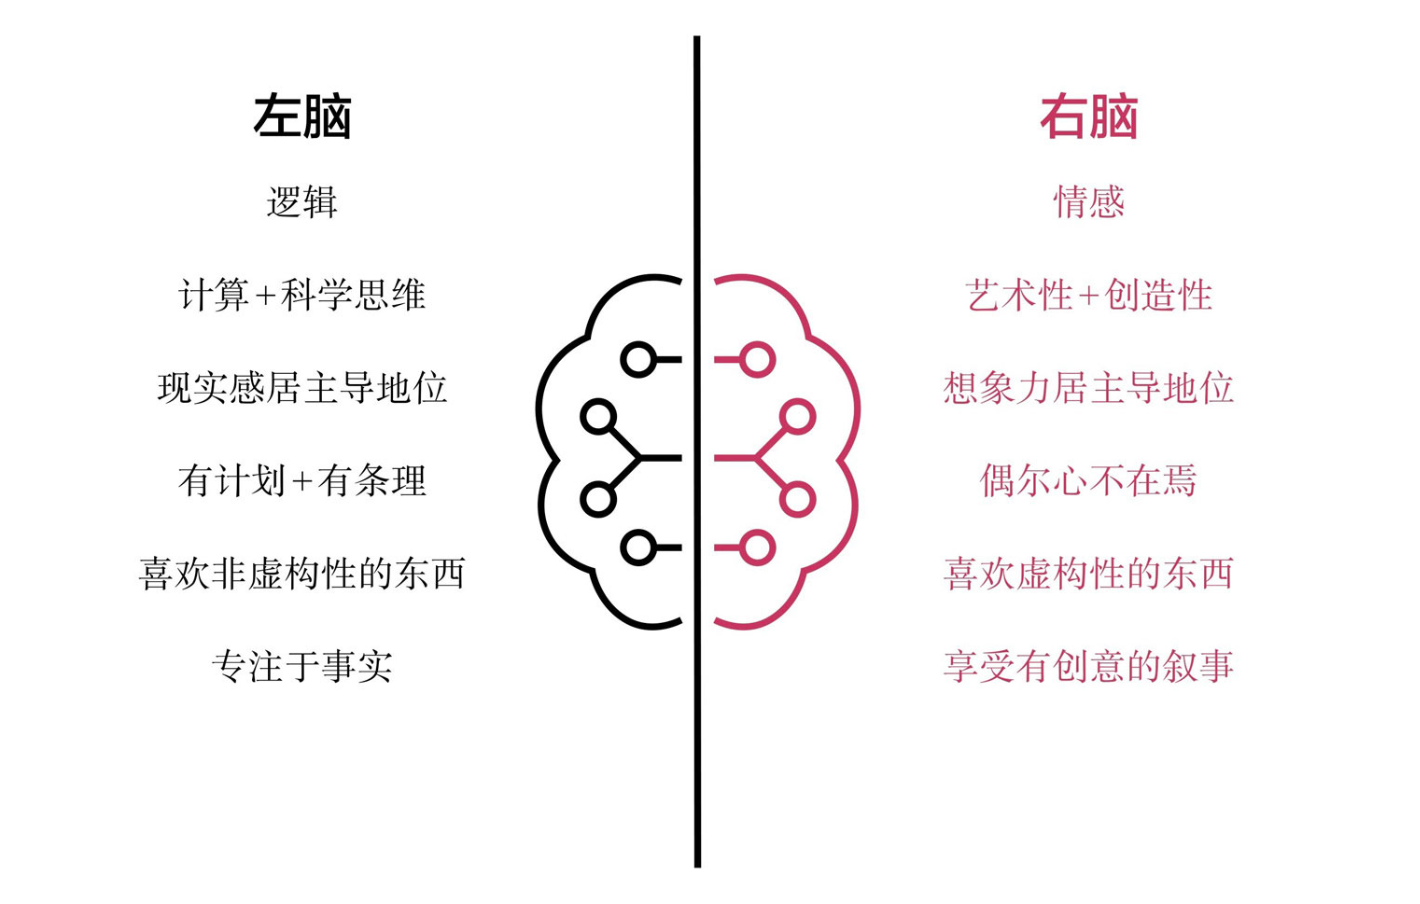 左脑
逻辑
计算+科学思维
现实感居主导地位
有计划+有条理
喜欢非虚构性的东西
专注于事实
右脑
情感
艺术性+创造性
想象力居主导地位
偶尔心不在焉
喜欢虚构性的东西
享受有创意的叙事